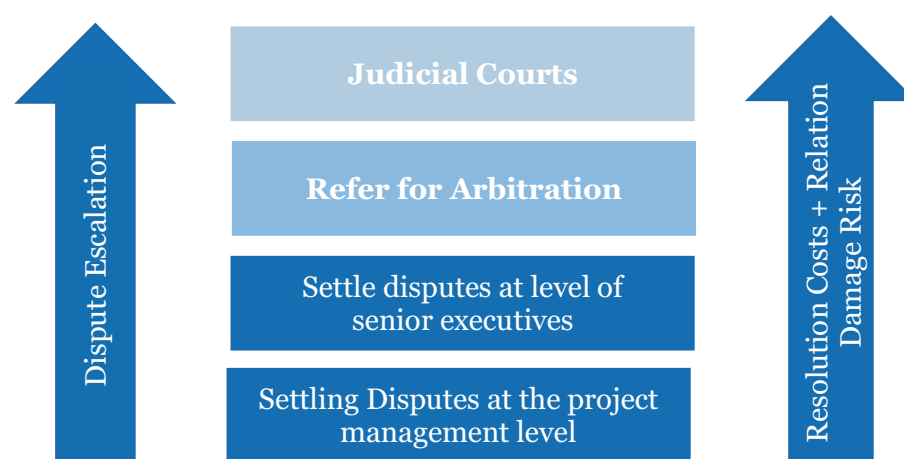 Judicial Courts
Refer for Arbitration
Settle disputes at level of
senior executives
Settling Disputes at the project
management level
Dispute Escalation
Resolution Costs + Relation
Damage Risk